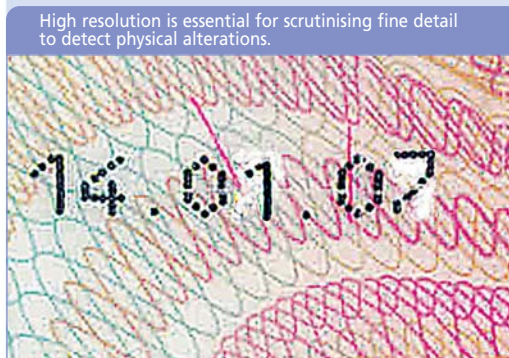 High resolution is essential for scrutinising fine detail
to detect physical alterations.
14.01.07